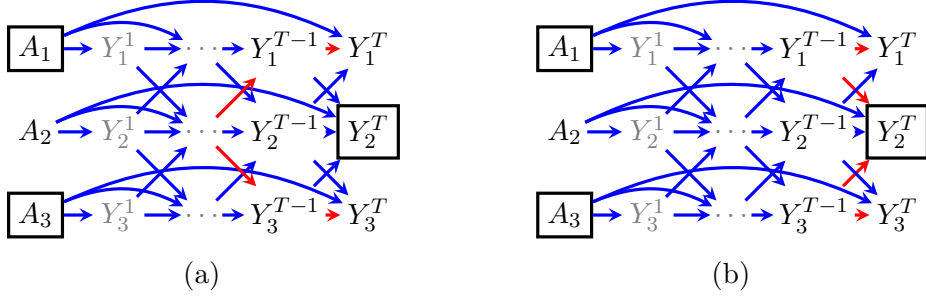 A₁ Y₁¹ ··· Y₁ᵀ⁻¹ Y₁ᵀ A₁ Y₁¹ ··· Y₁ᵀ⁻¹ Y₁ᵀ
A₂ Y₂¹ ··· Y₂ᵀ⁻¹ Y₂ᵀ A₂ Y₂¹ ··· Y₂ᵀ⁻¹ Y₂ᵀ
A₃ Y₃¹ ··· Y₃ᵀ⁻¹ Y₃ᵀ A₃ Y₃¹ ··· Y₃ᵀ⁻¹ Y₃ᵀ
(a) (b)